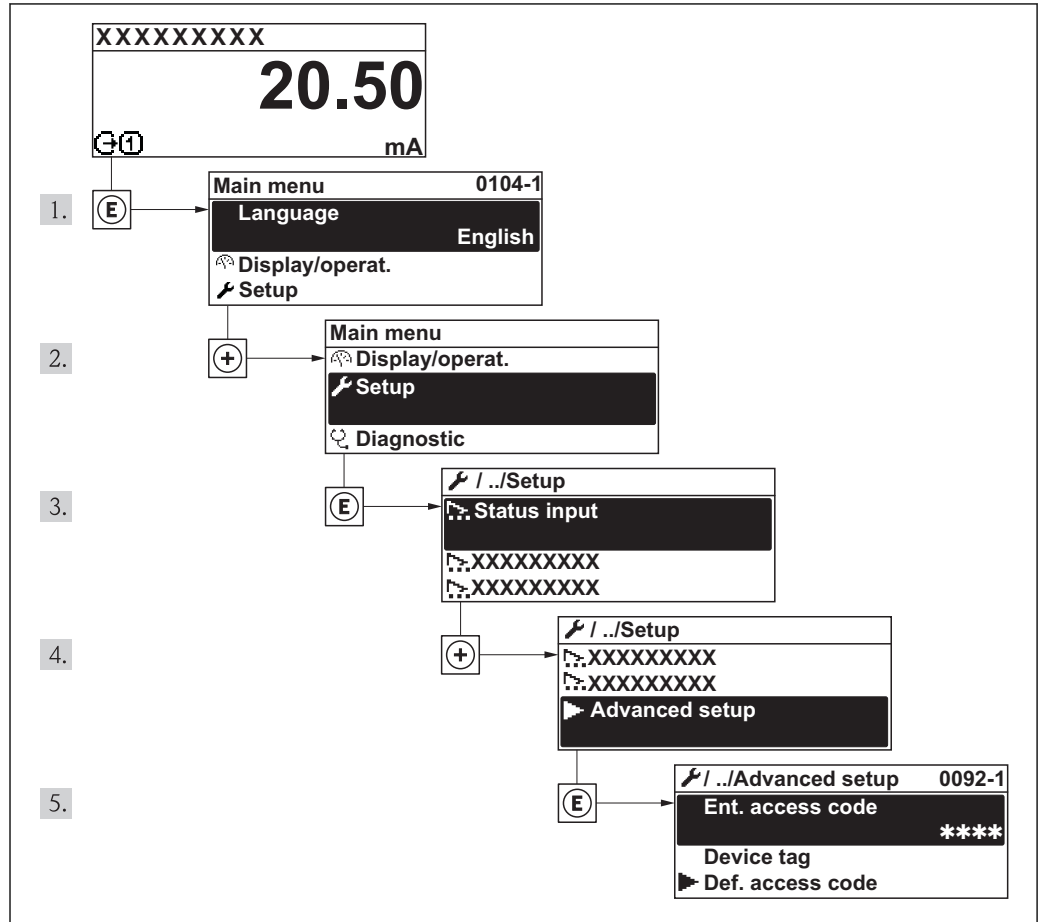 XXXXXXXXX
20.50
1
mA
1.
E
Main menu 0104-1
Language
English
Display/operat.
Setup
2.
+
Main menu
Display/operat.
Setup
Diagnostic
3.
E
/ ../Setup
Status input
XXXXXXXXX
XXXXXXXXX
4.
+
/ ../Setup
XXXXXXXXX
XXXXXXXXX
Advanced setup
5.
E
/ ../Advanced setup 0092-1
Ent. access code
****
Device tag
Def. access code